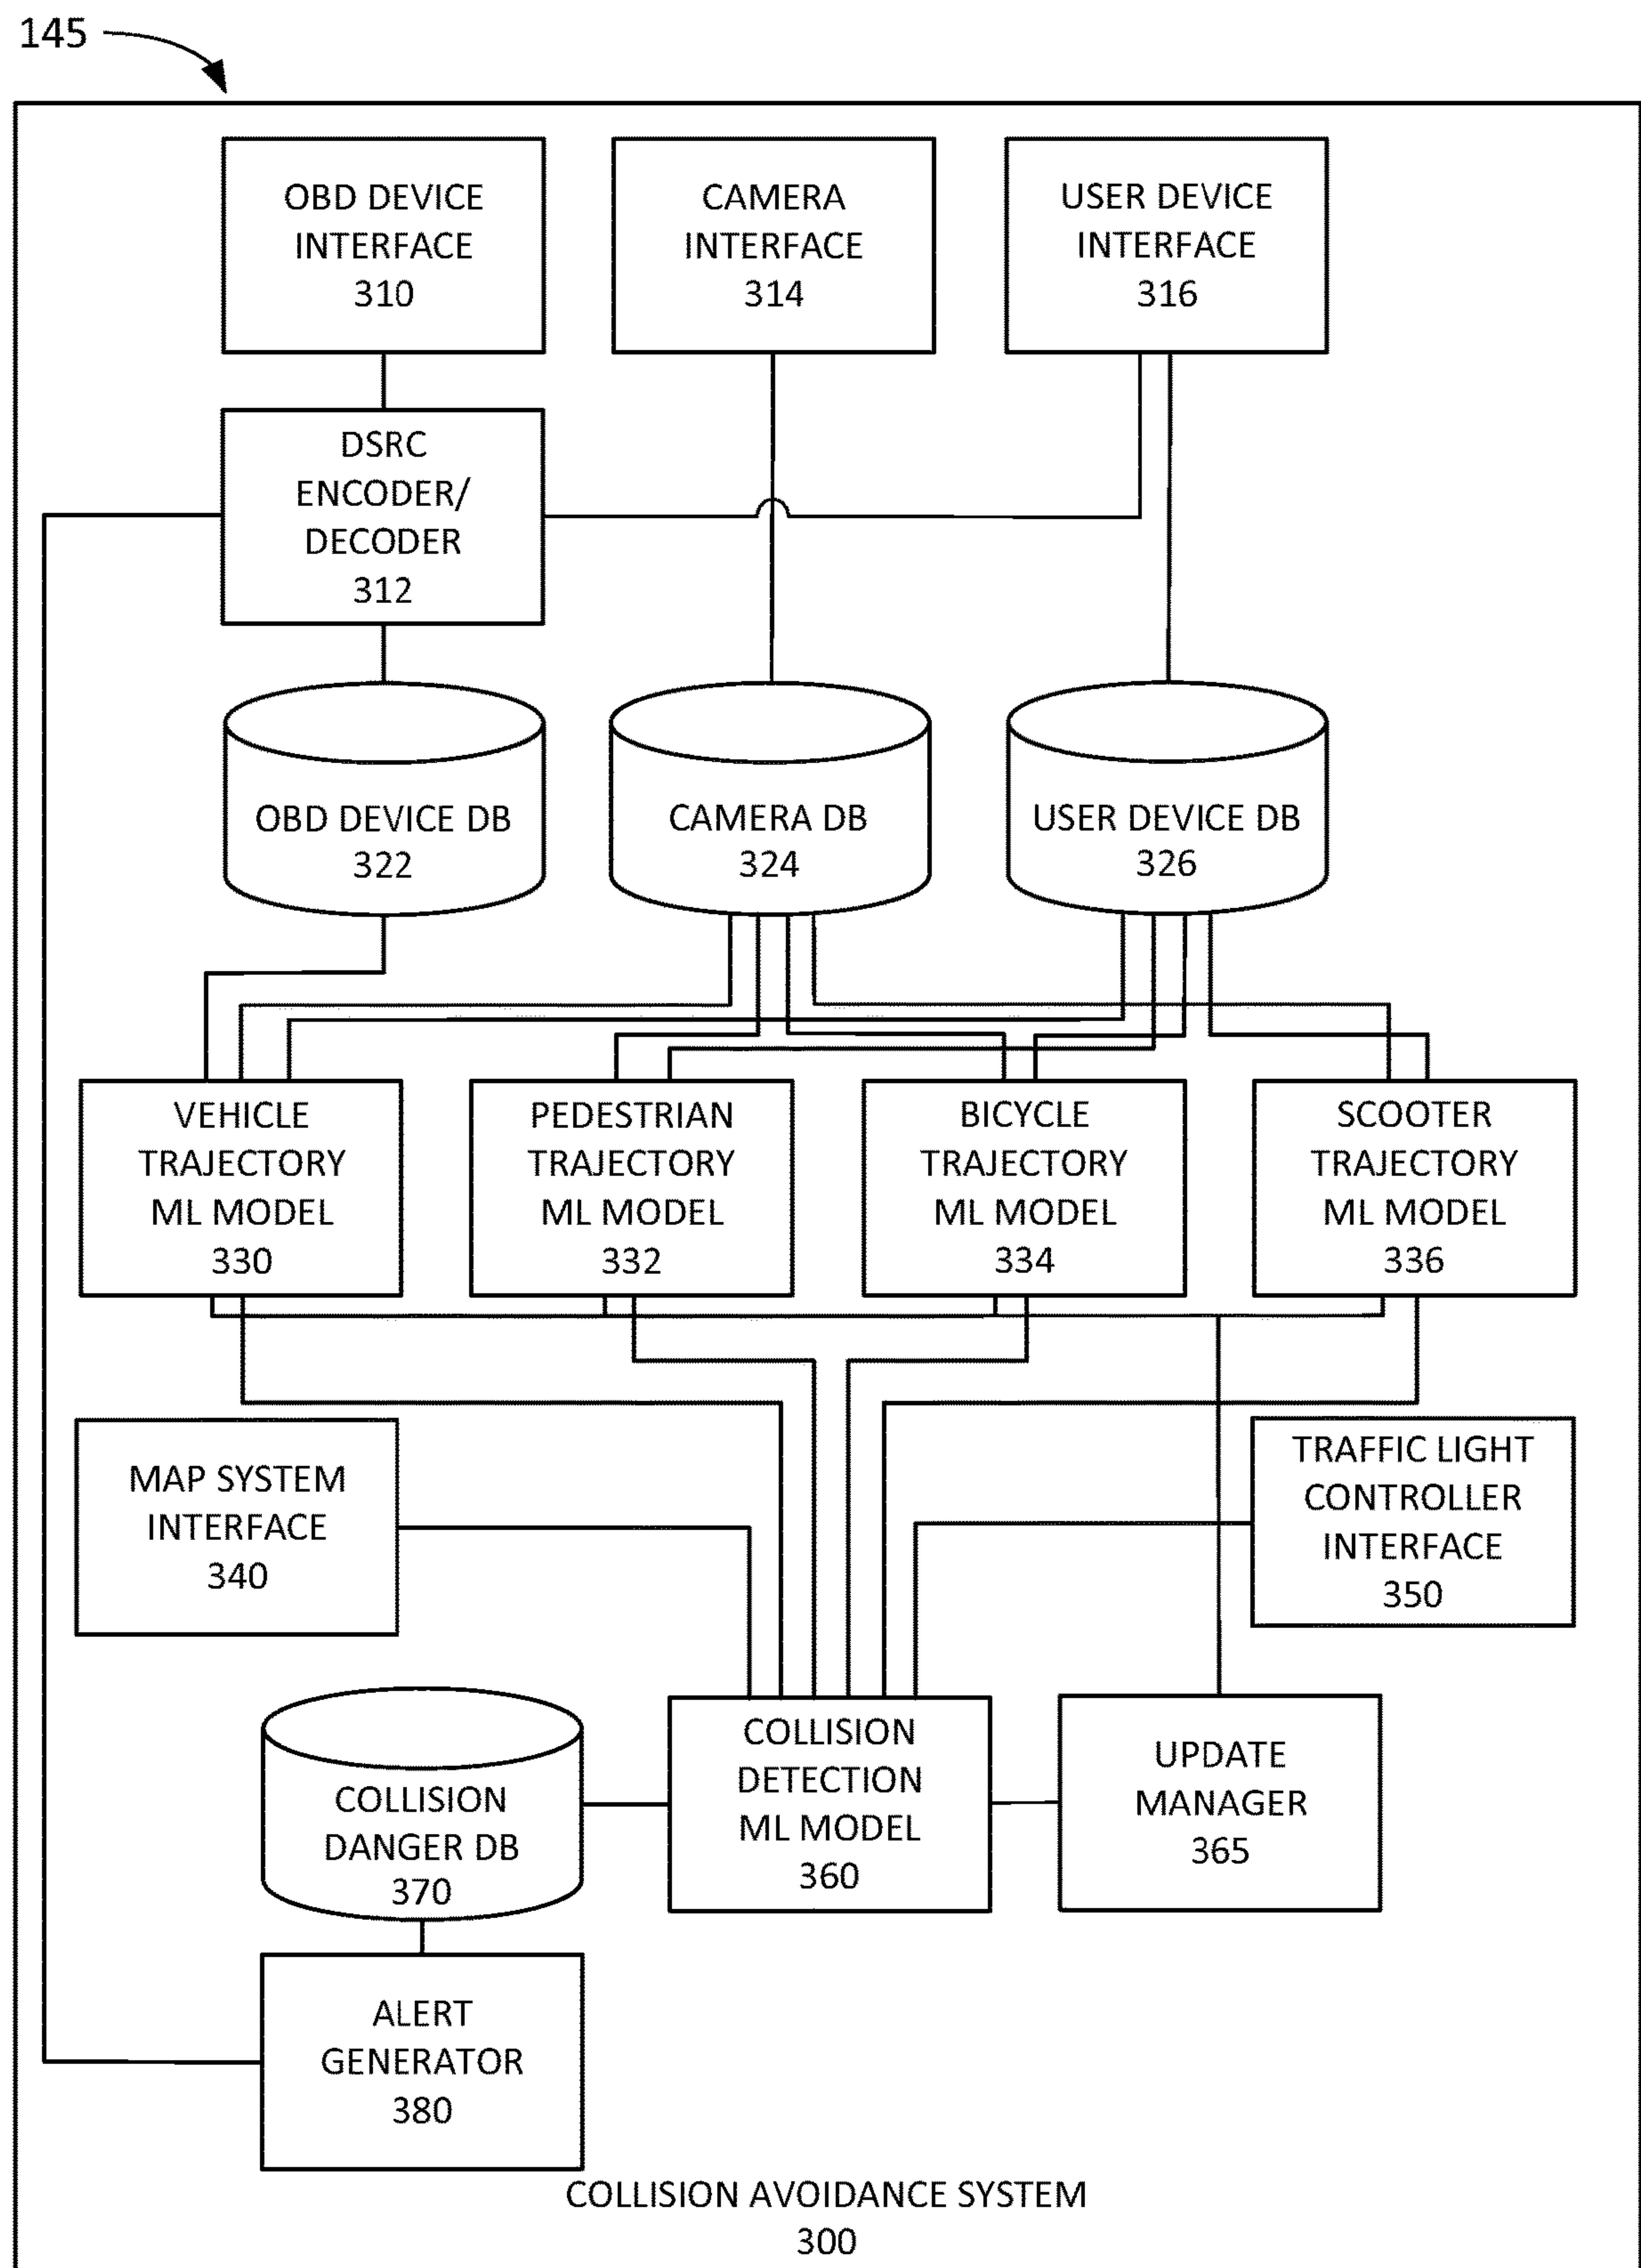 145
OBD DEVICE
INTERFACE
310
CAMERA
INTERFACE
314
USER DEVICE
INTERFACE
316
DSRC
ENCODER/
DECODER
312
OBD DEVICE DB
322
CAMERA DB
324
USER DEVICE DB
326
VEHICLE
TRAJECTORY
ML MODEL
330
PEDESTRIAN
TRAJECTORY
ML MODEL
332
BICYCLE
TRAJECTORY
ML MODEL
334
SCOOTER
TRAJECTORY
ML MODEL
336
MAP SYSTEM
INTERFACE
340
TRAFFIC LIGHT
CONTROLLER
INTERFACE
350
COLLISION
DANGER DB
370
COLLISION
DETECTION
ML MODEL
360
UPDATE
MANAGER
365
ALERT
GENERATOR
380
COLLISION AVOIDANCE SYSTEM
300